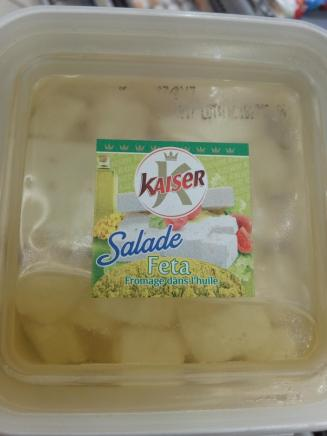 KAISER
Salade
Feta
Fromage dans l'huile